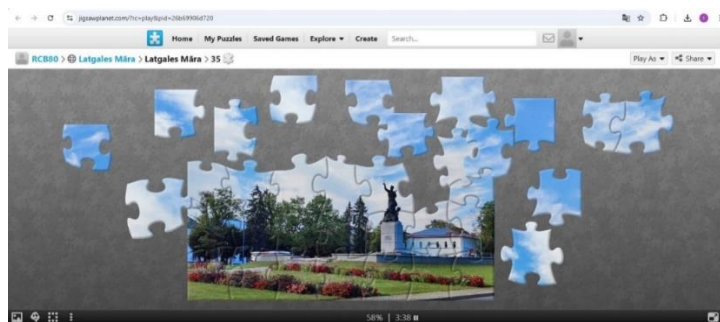 jigsawplanet.com/?rc=play&pid=26b69906d720
Home My Puzzles Saved Games Explore Create Search...
RCB80 > Latgales Māra > Latgales Māra > 35 Play As Share
58% | 3:38